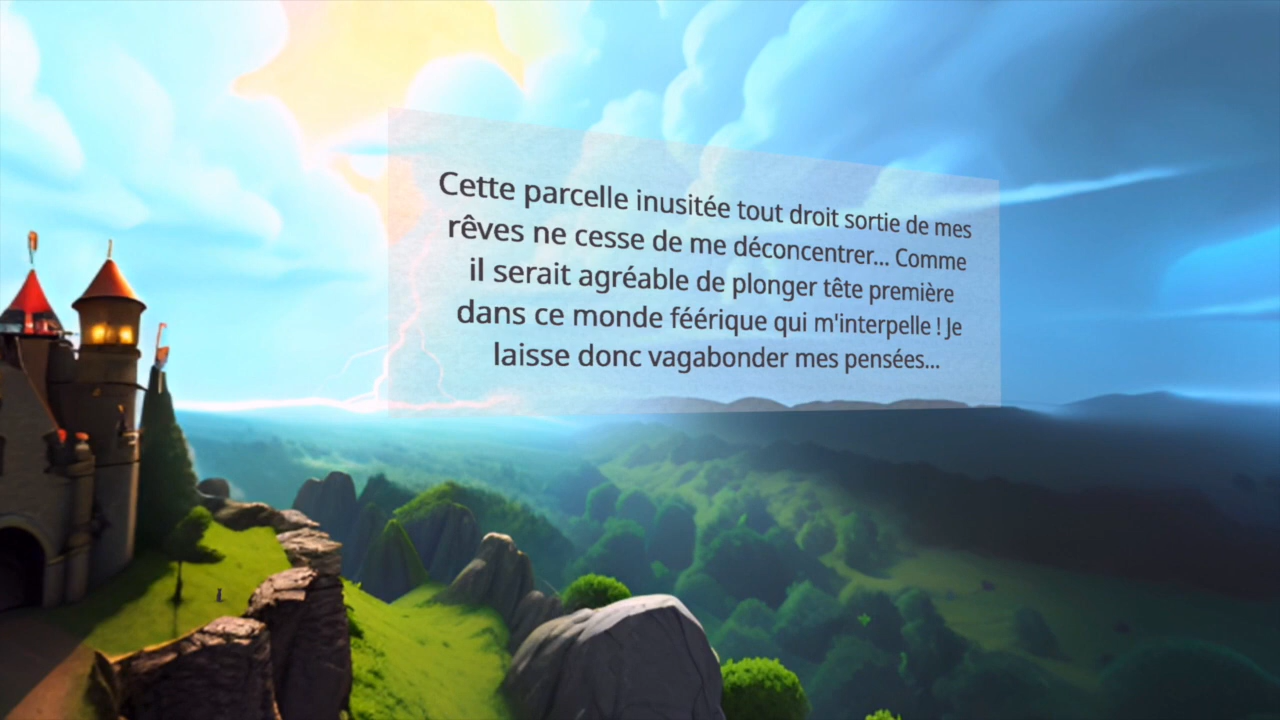 Cette parcelle inusitée tout droit sortie de mes
rêves ne cesse de me déconcentrer... Comme
il serait agréable de plonger tête première
dans ce monde féérique qui m'interpelle ! Je
laisse donc vagabonder mes pensées...